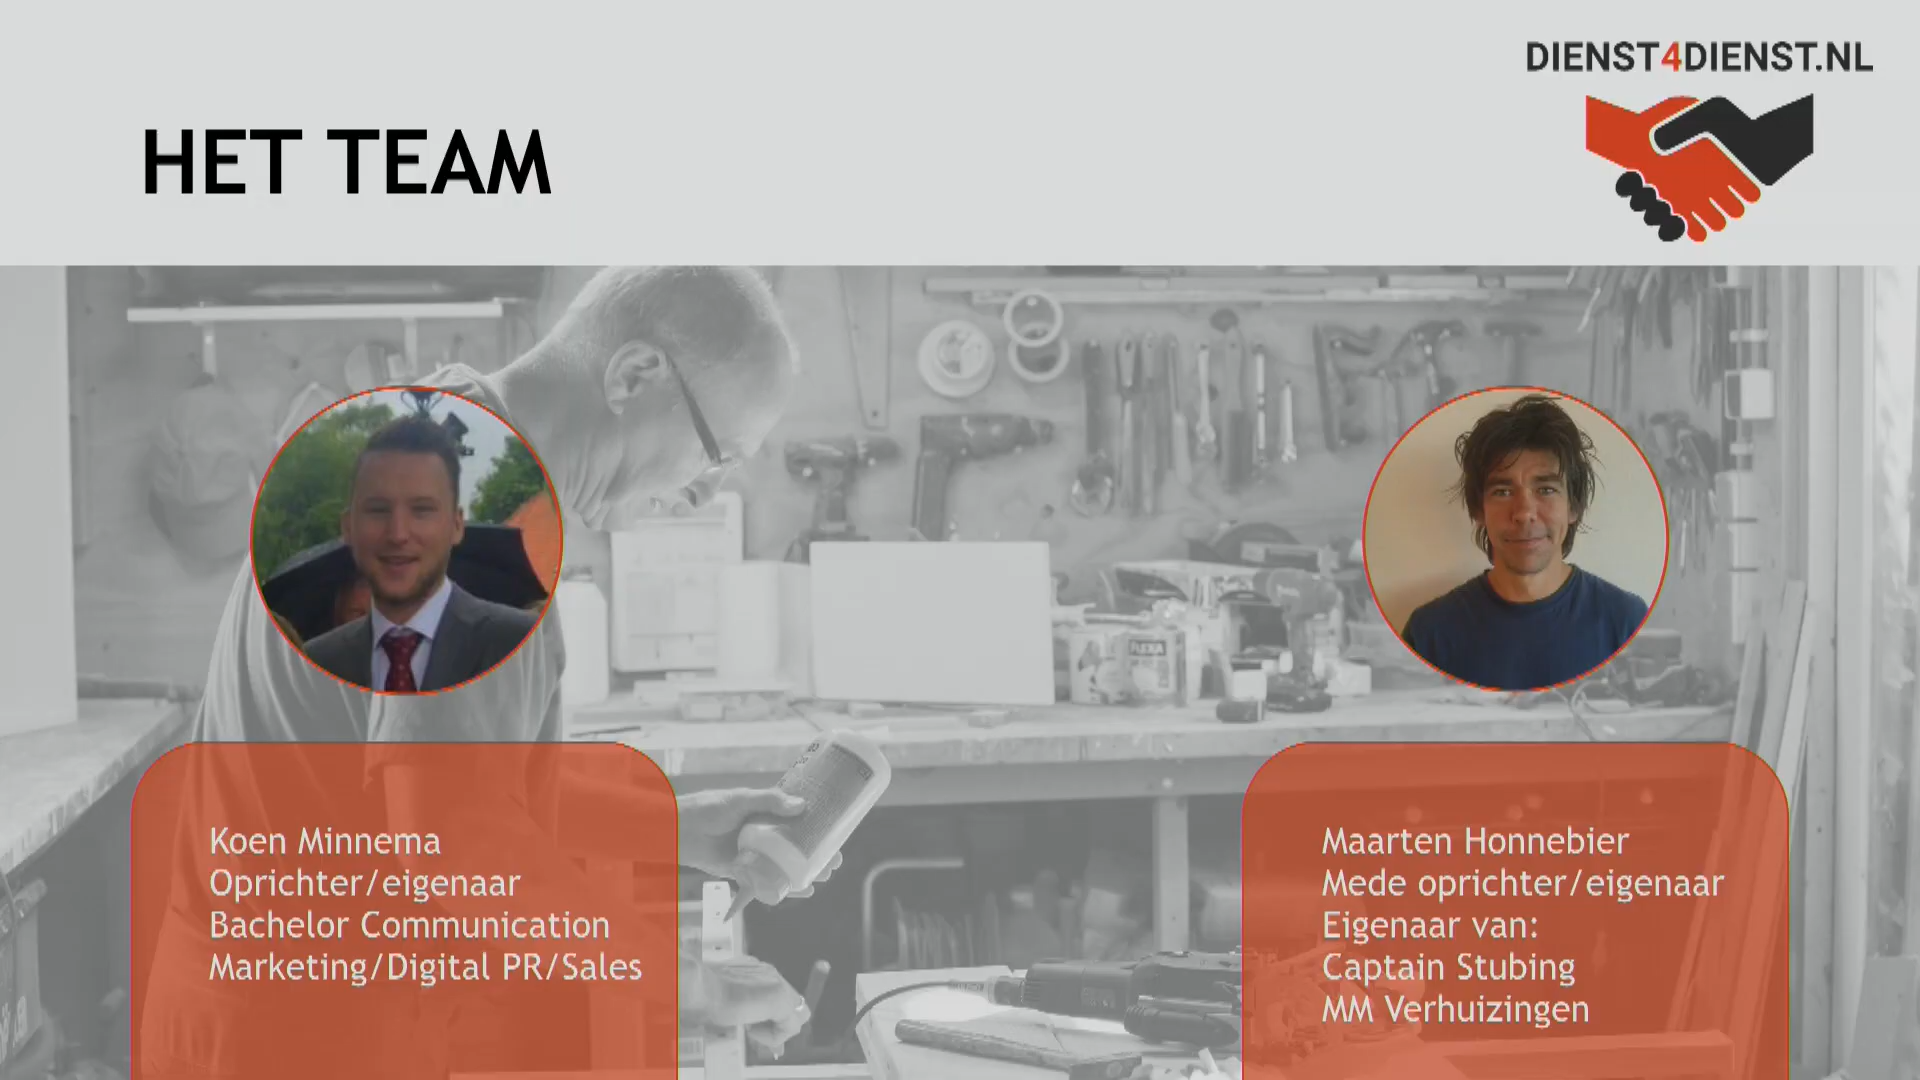 DIENST4DIENST.NL
HET TEAM
FLEXA
Koen Minnema
Oprichter/eigenaar
Bachelor Communication
Marketing/Digital PR/Sales
Maarten Honnebier
Mede oprichter/eigenaar
Eigenaar van:
Captain Stubing
MM Verhuizingen